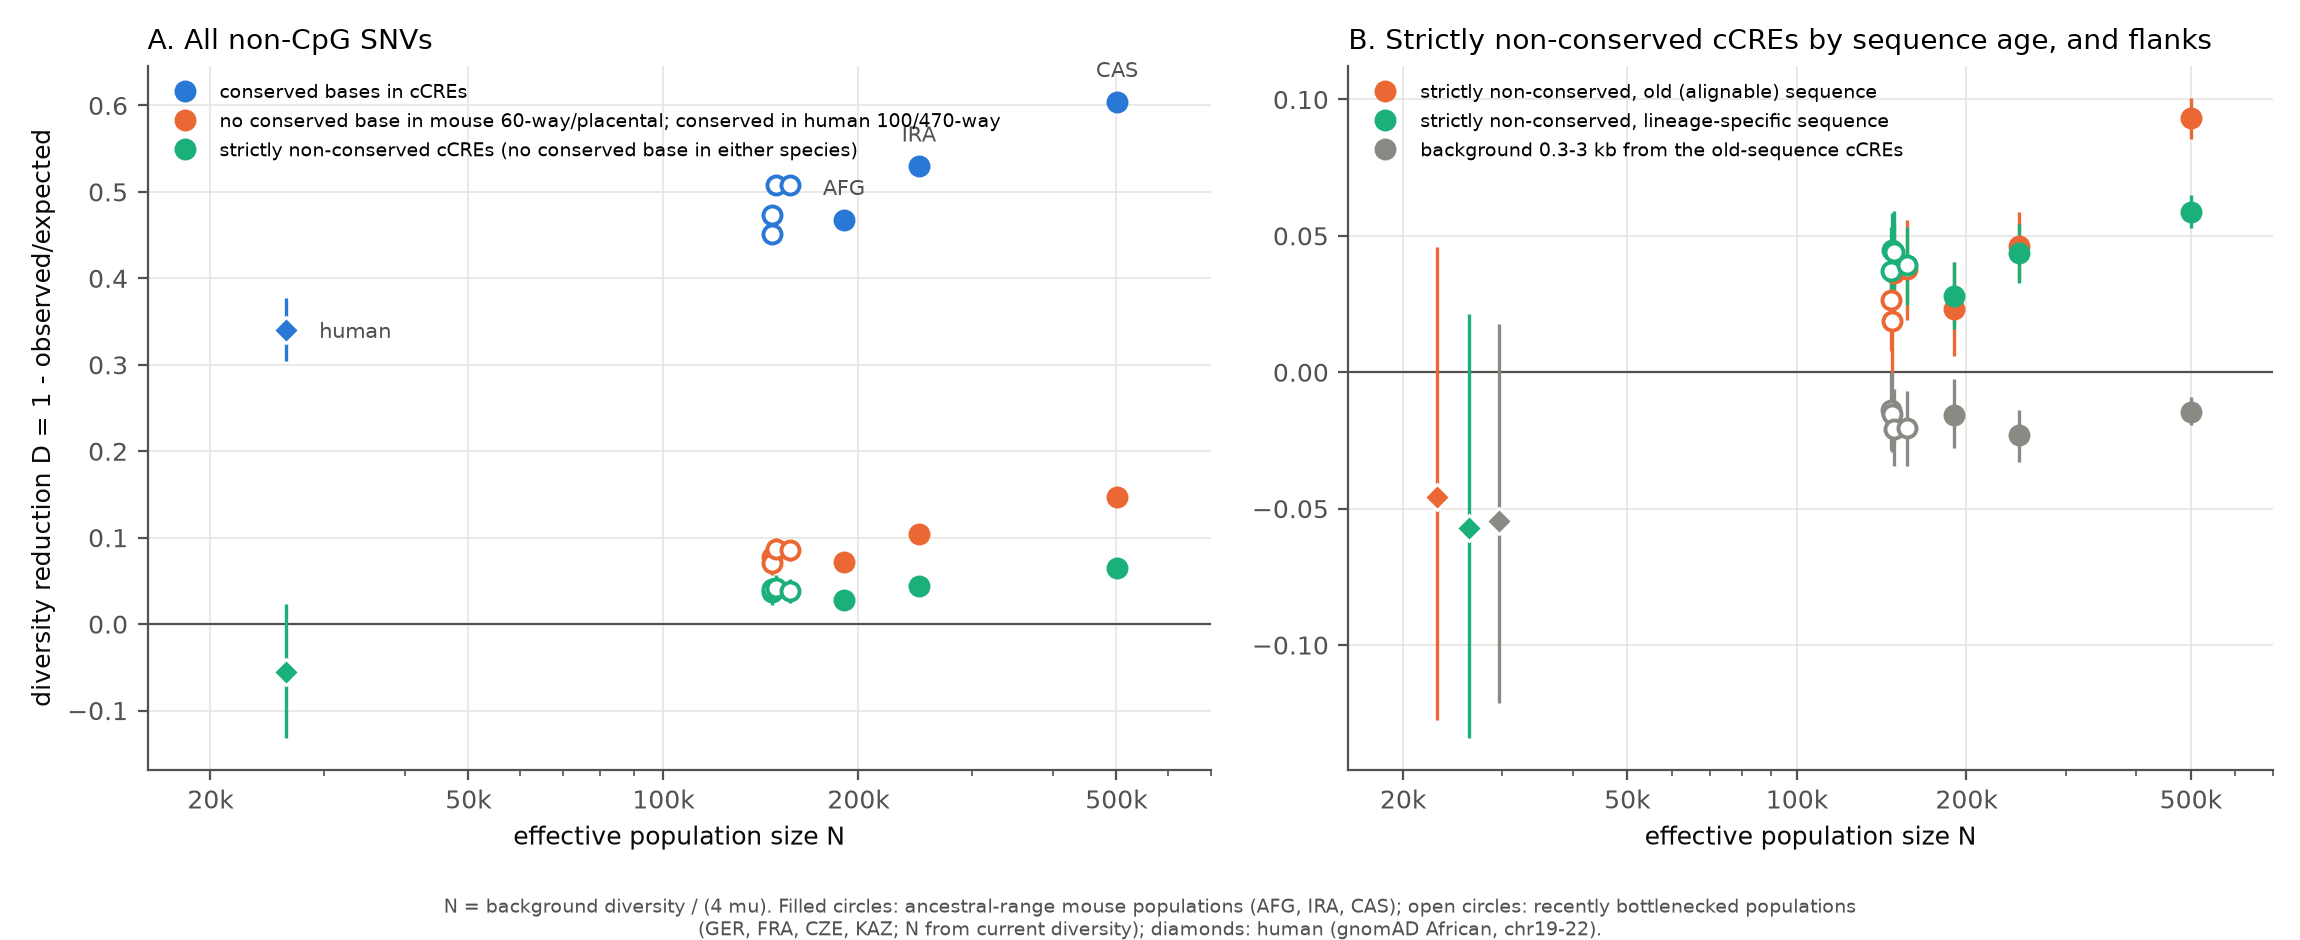 A. All non-CpG SNVs
B. Strictly non-conserved cCREs by sequence age, and flanks
conserved bases in cCREs
no conserved base in mouse 60-way/placental; conserved in human 100/470-way
strictly non-conserved cCREs (no conserved base in either species)
CAS
IRA
AFG
human
0.6
0.5
0.4
0.3
0.2
0.1
0.0
−0.1
diversity reduction D = 1 - observed/expected
20k
50k
100k
200k
500k
effective population size N
strictly non-conserved, old (alignable) sequence
strictly non-conserved, lineage-specific sequence
background 0.3-3 kb from the old-sequence cCREs
0.10
0.05
0.00
−0.05
−0.10
20k
50k
100k
200k
500k
effective population size N
N = background diversity / (4 mu). Filled circles: ancestral-range mouse populations (AFG, IRA, CAS); open circles: recently bottlenecked populations
(GER, FRA, CZE, KAZ; N from current diversity); diamonds: human (gnomAD African, chr19-22).